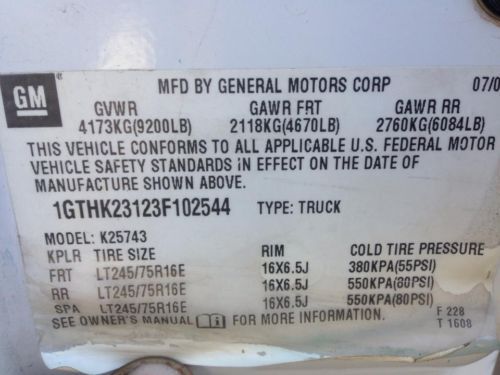 GM
MFD BY GENERAL MOTORS CORP 07/0
GVWR GAWR FRT GAWR RR
4173KG(9200LB) 2118KG(4670LB) 2760KG(6084LB)
THIS VEHICLE CONFORMS TO ALL APPLICABLE U.S. FEDERAL MOTOR
VEHICLE SAFETY STANDARDS IN EFFECT ON THE DATE OF
MANUFACTURE SHOWN ABOVE.
1GTHK23123F102544 TYPE: TRUCK
MODEL: K25743
KPLR TIRE SIZE RIM COLD TIRE PRESSURE
FRT LT245/75R16E 16X6.5J 380KPA(55PSI)
RR LT245/75R16E 16X6.5J 550KPA(80PSI)
SPA LT245/75R16E 16X6.5J 550KPA(80PSI)
SEE OWNER'S MANUAL FOR MORE INFORMATION. F 228
T 1608